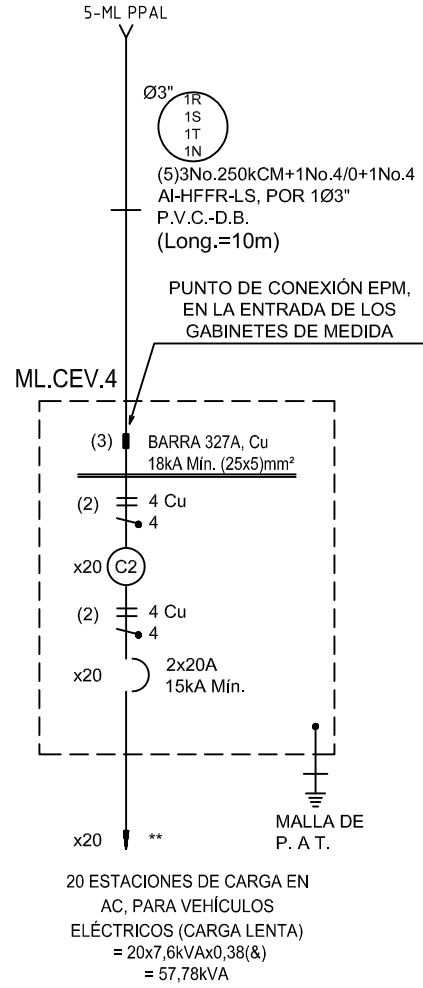 5-ML PPAL
Ø3"
1R
1S
1T
1N
(5)3No.250kCM+1No.4/0+1No.4
Al-HFFR-LS, POR 1Ø3"
P.V.C.-D.B.
(Long.=10m)
PUNTO DE CONEXIÓN EPM,
EN LA ENTRADA DE LOS
GABINETES DE MEDIDA
ML.CEV.4
(3) BARRA 327A, Cu
18kA Mín. (25x5)mm²
(2) 4 Cu
4
x20 C2
(2) 4 Cu
4
x20 2x20A
15kA Mín.
MALLA DE
P. A T.
x20 **
20 ESTACIONES DE CARGA EN
AC, PARA VEHÍCULOS
ELÉCTRICOS (CARGA LENTA)
= 20x7,6kVAx0,38(&)
= 57,78kVA